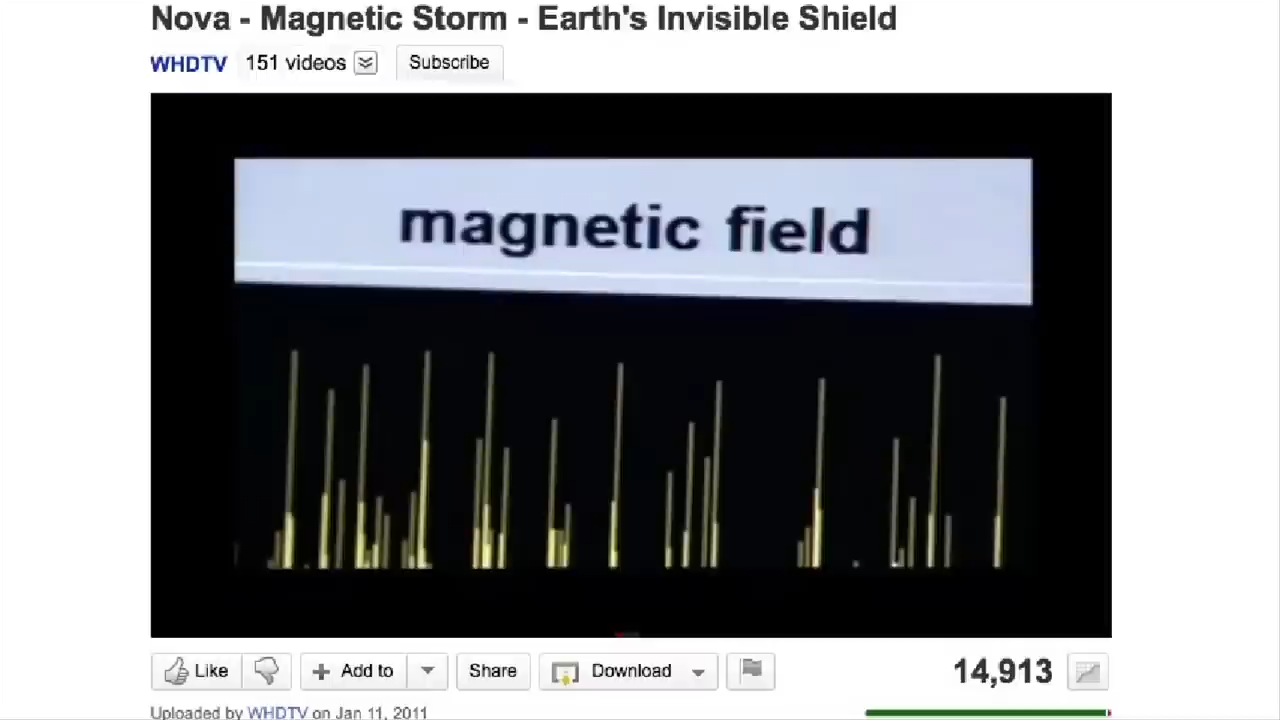 Nova - Magnetic Storm - Earth's Invisible Shield
WHDTV 151 videos Subscribe
magnetic field
Like Add to Share Download 14,913
Uploaded by WHDTV on Jan 11, 2011